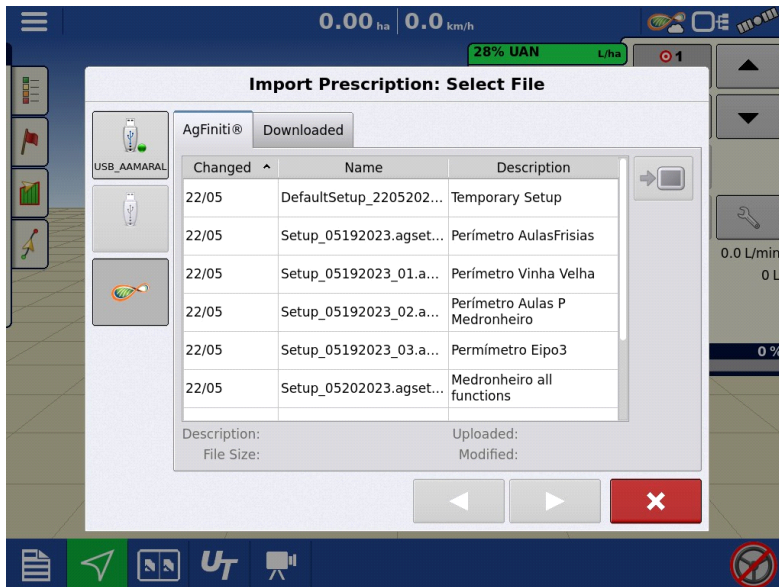 0.00 ha 0.0 km/h
28% UAN L/ha
1
Import Prescription: Select File
USB_AAMARAL
AgFiniti® Downloaded
Changed Name Description
22/05 DefaultSetup_2205202... Temporary Setup
22/05 Setup_05192023.agset... Perímetro AulasFrisias
22/05 Setup_05192023_01.a... Perímetro Vinha Velha
22/05 Setup_05192023_02.a... Perímetro Aulas P
Medronheiro
22/05 Setup_05192023_03.a... Permímetro Eipo3
22/05 Setup_05202023.agset... Medronheiro all
functions
Description: Uploaded:
File Size: Modified:
0.0 L/min
0 L
0 %
UT